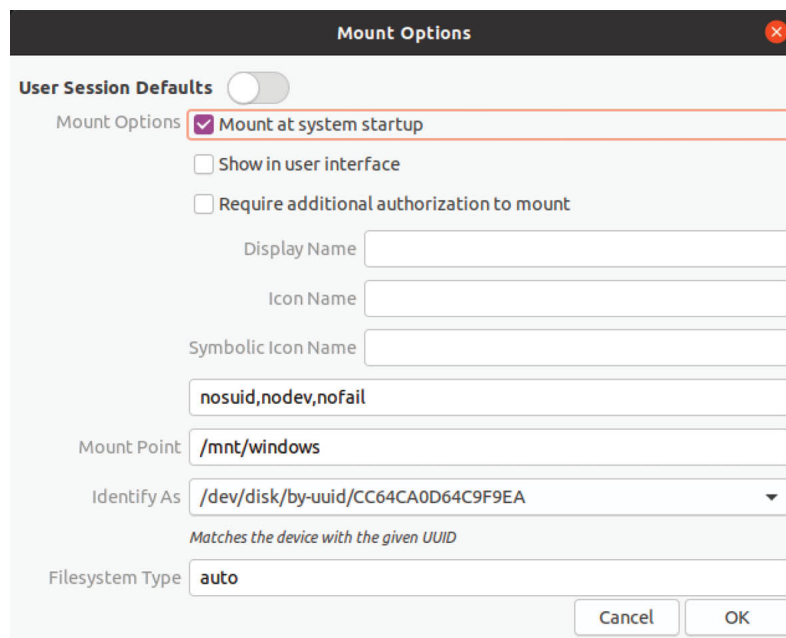 Mount Options
User Session Defaults
Mount Options Mount at system startup
Show in user interface
Require additional authorization to mount
Display Name
Icon Name
Symbolic Icon Name
nosuid,nodev,nofail
Mount Point /mnt/windows
Identify As /dev/disk/by-uuid/CC64CA0D64C9F9EA
Matches the device with the given UUID
Filesystem Type auto
Cancel OK